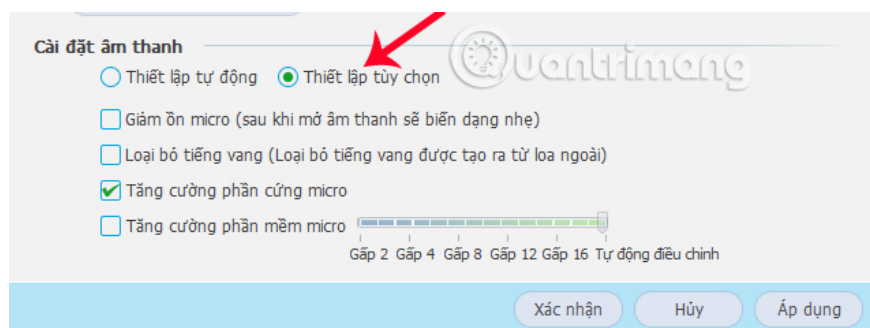 Cài đặt âm thanh
Thiết lập tự động Thiết lập tùy chọn
Quantrimang
Giảm ồn micro (sau khi mở âm thanh sẽ biến dạng nhẹ)
Loại bỏ tiếng vang (Loại bỏ tiếng vang được tạo ra từ loa ngoài)
Tăng cường phần cứng micro
Tăng cường phần mềm micro
Gấp 2 Gấp 4 Gấp 8 Gấp 12 Gấp 16 Tự động điều chỉnh
Xác nhận Hủy Áp dụng